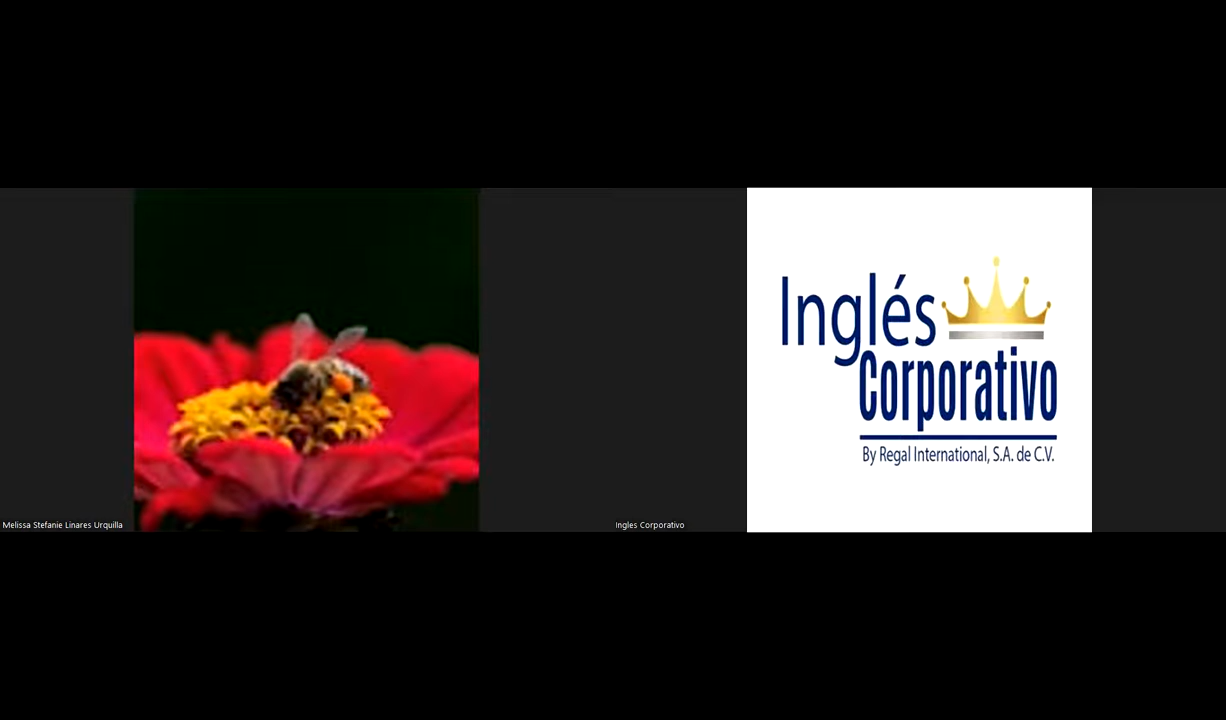 Inglés
Corporativo
By Regal International, S.A. de C.V.
Melissa Stefanie Linares Urquilla
Ingles Corporativo